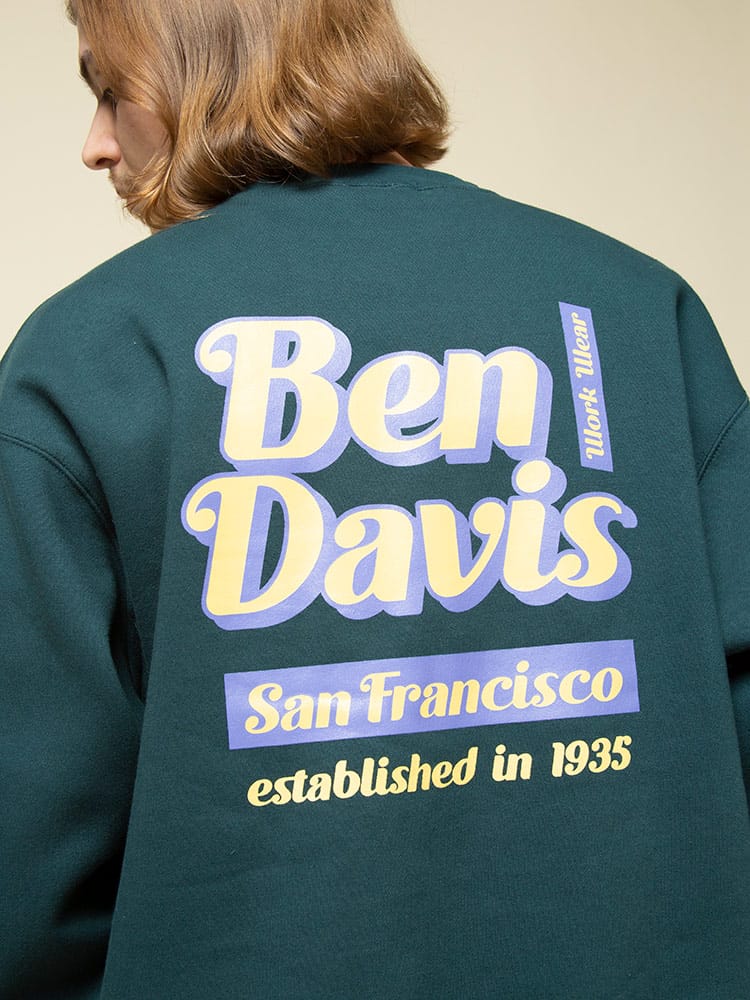 Ben
Work Wear
Davis
San Francisco
established in 1935